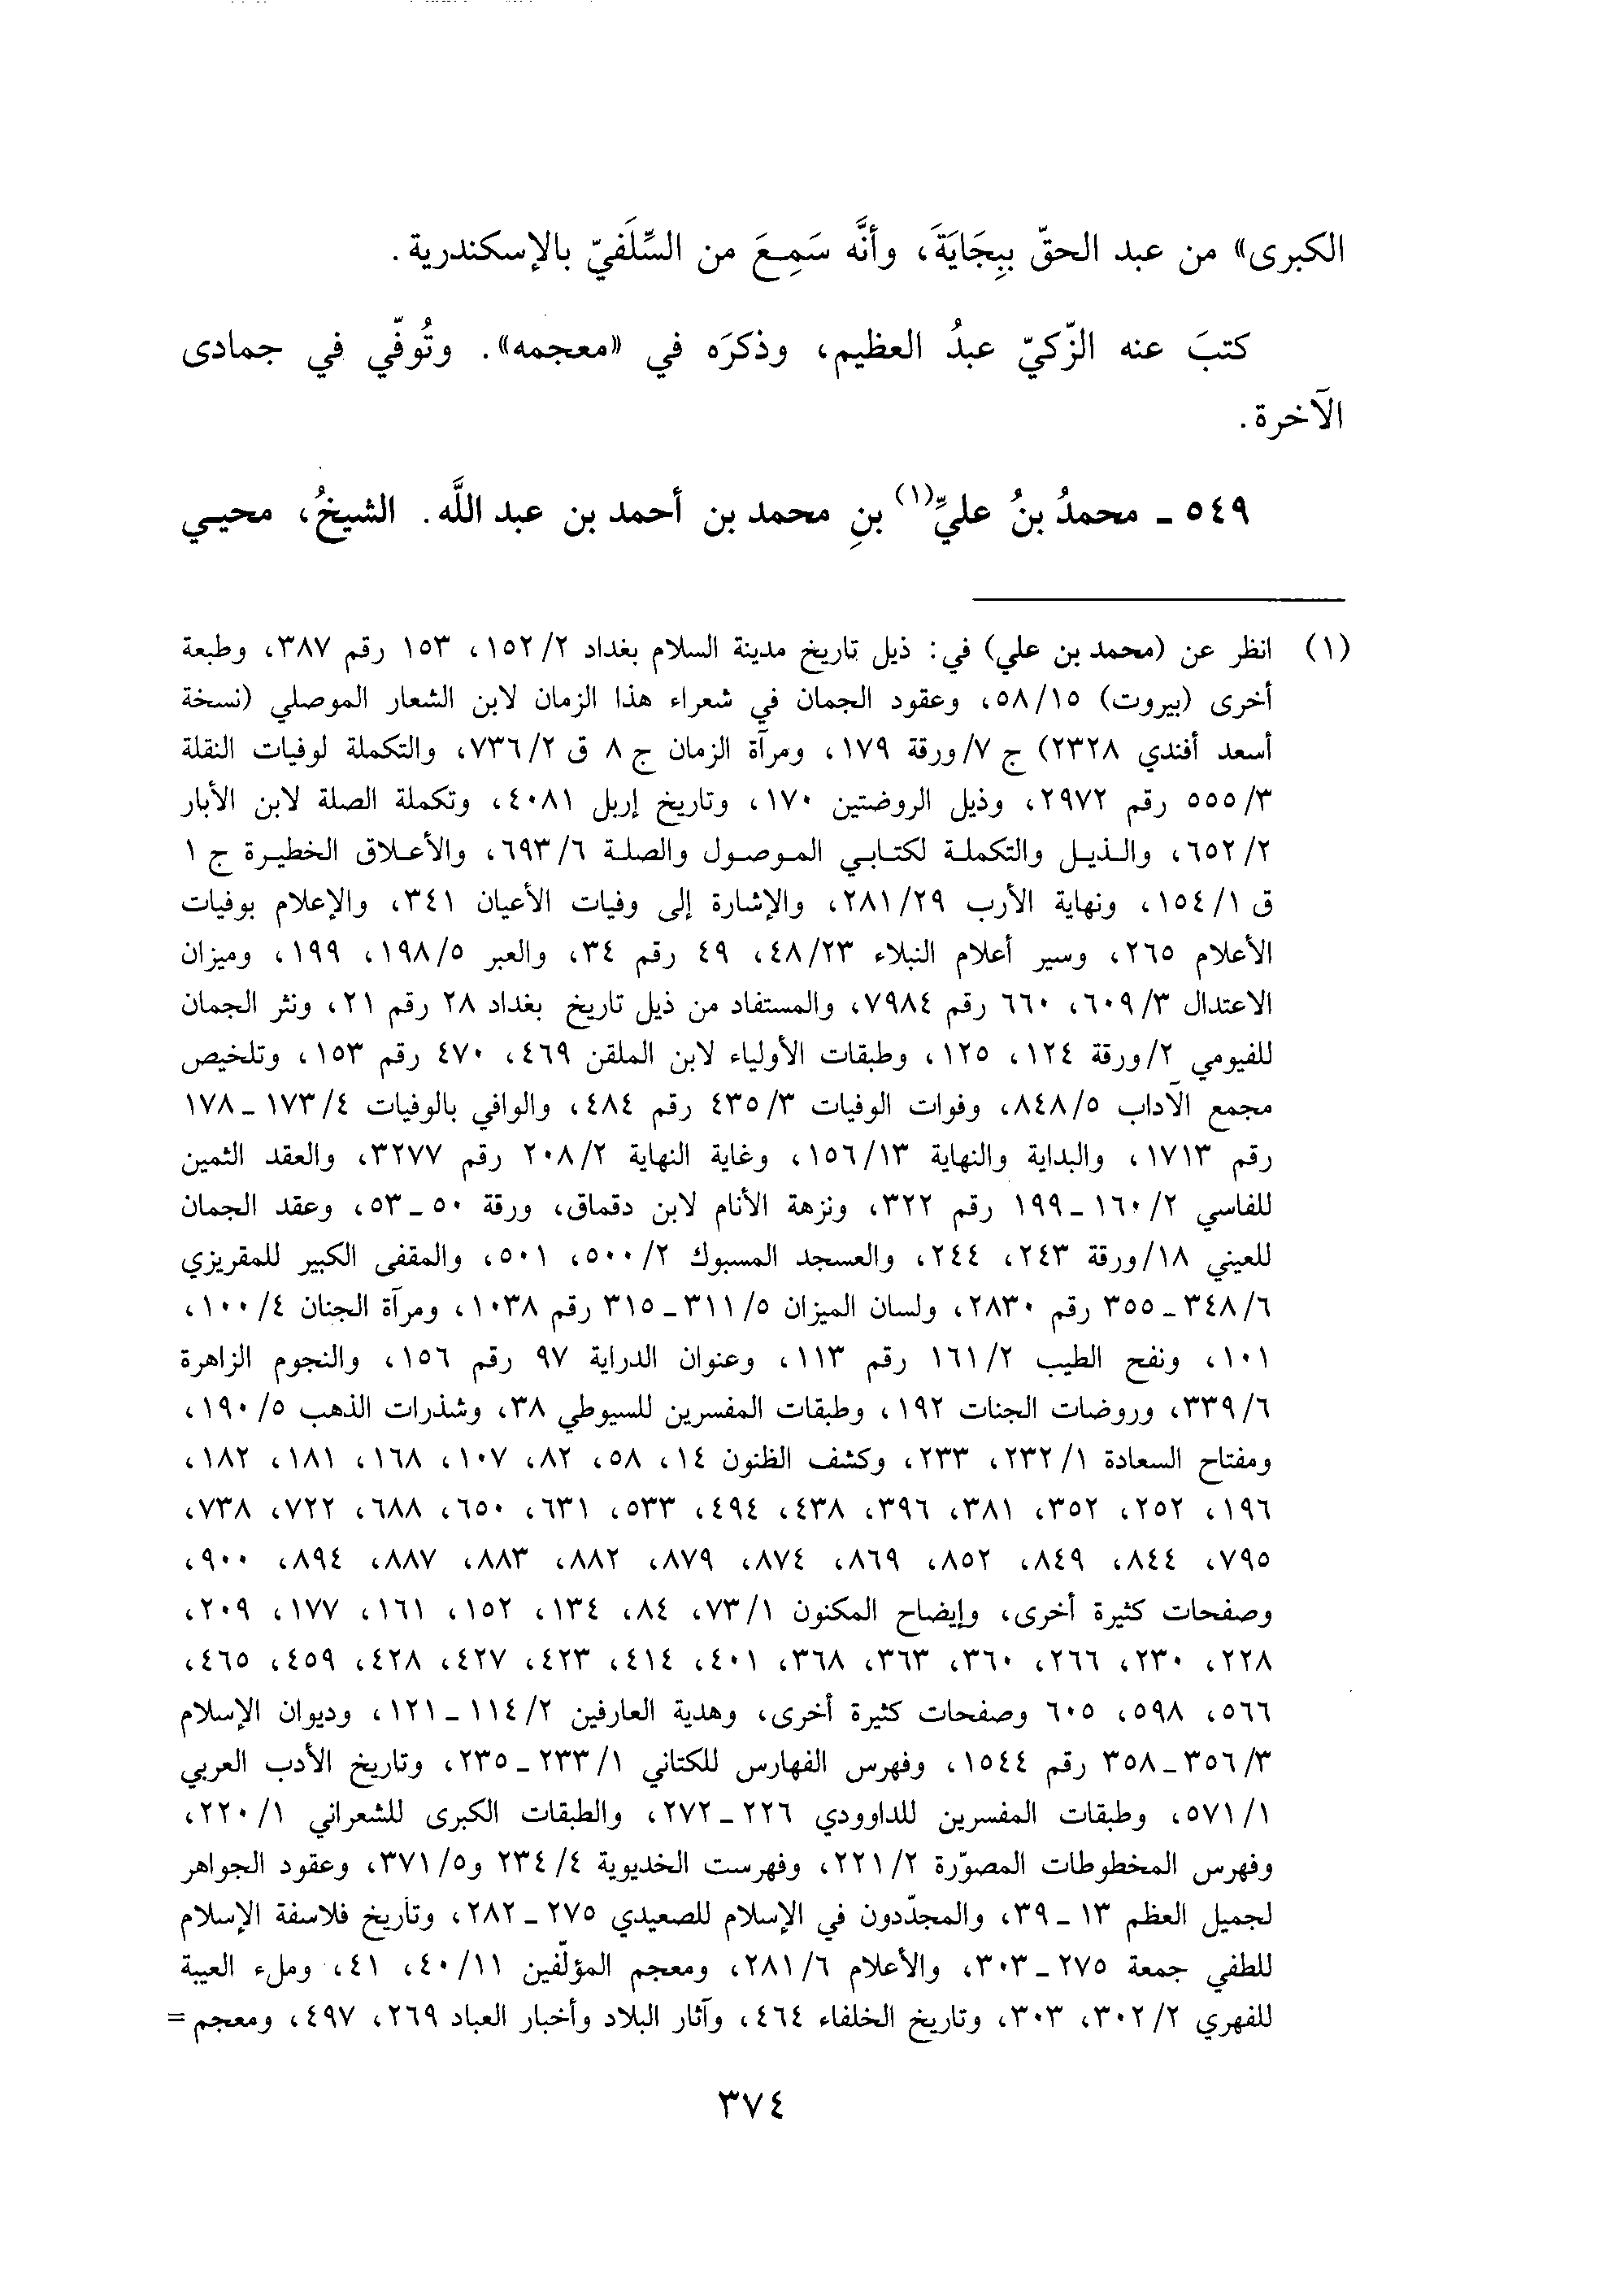 الكبرى» من عبد الحقّ ببِجَايَةَ، وأنَّه سَمِعَ من السِّلَفيّ بالإسكندرية.
كتبَ عنه الزّكيّ عبدُ العظيم، وذكرَه في «معجمه». وتُوفّي في جمادى
الآخرة.
٥٤٩ ـ محمدُ بنُ عليِّ(١) بنِ محمد بن أحمد بن عبد اللَّه. الشيخُ، محيـي
(١) انظر عن (محمد بن علي) في: ذيل تاريخ مدينة السلام بغداد ٢/ ١٥٢، ١٥٣ رقم ٣٨٧، وطبعة
أخرى (بيروت) ٥٨/١٥، وعقود الجمان في شعراء هذا الزمان لابن الشعار الموصلي (نسخة
أسعد أفندي ٢٣٢٨) ج ٧/ورقة ١٧٩، ومرآة الزمان ج ٨ ق ٢/ ٧٣٦، والتكملة لوفيات النقلة
٣/ ٥٥٥ رقم ٢٩٧٢، وذيل الروضتين ١٧٠، وتاريخ إربل ٤٠٨١، وتكملة الصلة لابن الأبار
٢/ ٦٥٢، والـذيـل والتكملـة لكتـابـي المـوصـول والصلـة ٦/ ٦٩٣، والأعـلاق الخطيـرة ج ١
ق ١/ ١٥٤، ونهاية الأرب ٢٩/ ٢٨١، والإشارة إلى وفيات الأعيان ٣٤١، والإعلام بوفيات
الأعلام ٢٦٥، وسير أعلام النبلاء ٤٨/٢٣، ٤٩ رقم ٣٤، والعبر ٥/ ١٩٨، ١٩٩، وميزان
الاعتدال ٣/ ٦٠٩، ٦٦٠ رقم ٧٩٨٤، والمستفاد من ذيل تاريخ بغداد ٢٨ رقم ٢١، ونثر الجمان
للفيومي ٢/ورقة ١٢٤، ١٢٥، وطبقات الأولياء لابن الملقن ٤٦٩، ٤٧٠ رقم ١٥٣، وتلخيص
مجمع الآداب ٥/ ٨٤٨، وفوات الوفيات ٣/ ٤٣٥ رقم ٤٨٤، والوافي بالوفيات ٤/ ١٧٣ ـ ١٧٨
رقم ١٧١٣، والبداية والنهاية ١٣/ ١٥٦، وغاية النهاية ٢/ ٢٠٨ رقم ٣٢٧٧، والعقد الثمين
للفاسي ٢/ ١٦٠ ـ ١٩٩ رقم ٣٢٢، ونزهة الأنام لابن دقماق، ورقة ٥٠ ـ ٥٣، وعقد الجمان
للعيني ١٨/ورقة ٢٤٣، ٢٤٤، والعسجد المسبوك ٢/ ٥٠٠، ٥٠١، والمقفى الكبير للمقريزي
٦/ ٣٤٨ ـ ٣٥٥ رقم ٢٨٣٠، ولسان الميزان ٥/ ٣١١ ـ ٣١٥ رقم ١٠٣٨، ومرآة الجنان ٤/ ١٠٠،
١٠١، ونفح الطيب ٢/ ١٦١ رقم ١١٣، وعنوان الدراية ٩٧ رقم ١٥٦، والنجوم الزاهرة
٦/ ٣٣٩، وروضات الجنات ١٩٢، وطبقات المفسرين للسيوطي ٣٨، وشذرات الذهب ٥/ ١٩٠،
ومفتاح السعادة ١/ ٢٣٢، ٢٣٣، وكشف الظنون ١٤، ٥٨، ٨٢، ١٠٧، ١٦٨، ١٨١، ١٨٢،
١٩٦، ٢٥٢، ٣٥٢، ٣٨١، ٣٩٦، ٤٣٨، ٤٩٤، ٥٣٣، ٦٣١، ٦٥٠، ٦٨٨، ٧٢٢، ٧٣٨،
٧٩٥، ٨٤٤، ٨٤٩، ٨٥٢، ٨٦٩، ٨٧٤، ٨٧٩، ٨٨٢، ٨٨٣، ٨٨٧، ٨٩٤، ٩٠٠،
وصفحات كثيرة أخرى، وإيضاح المكنون ١/ ٧٣، ٨٤، ١٣٤، ١٥٢، ١٦١، ١٧٧، ٢٠٩،
٢٢٨، ٢٣٠، ٢٦٦، ٣٦٠، ٣٦٣، ٣٦٨، ٤٠١، ٤١٤، ٤٢٣، ٤٢٧، ٤٢٨، ٤٥٩، ٤٦٥،
٥٦٦، ٥٩٨، ٦٠٥ وصفحات كثيرة أخرى، وهدية العارفين ٢/ ١١٤ ـ ١٢١، وديوان الإسلام
٣/ ٣٥٦ ـ ٣٥٨ رقم ١٥٤٤، وفهرس الفهارس للكتاني ١/ ٢٣٣ ـ ٢٣٥، وتاريخ الأدب العربي
١/ ٥٧١، وطبقات المفسرين للداوودي ٢٢٦ ـ ٢٧٢، والطبقات الكبرى للشعراني ١/ ٢٢٠،
وفهرس المخطوطات المصوّرة ٢/ ٢٢١، وفهرست الخديوية ٤/ ٢٣٤ و٥/ ٣٧١، وعقود الجواهر
لجميل العظم ١٣ ـ ٣٩، والمجدّدون في الإسلام للصعيدي ٢٧٥ ـ ٢٨٢، وتأريخ فلاسفة الإسلام
للطفي جمعة ٢٧٥ ـ ٣٠٣، والأعلام ٦/ ٢٨١، ومعجم المؤلّفين ١١/ ٤٠، ٤١، وملء العيبة
للفهري ٢/ ٣٠٢، ٣٠٣، وتاريخ الخلفاء ٤٦٤، وآثار البلاد وأخبار العباد ٢٦٩، ٤٩٧، ومعجم =
٣٧٤